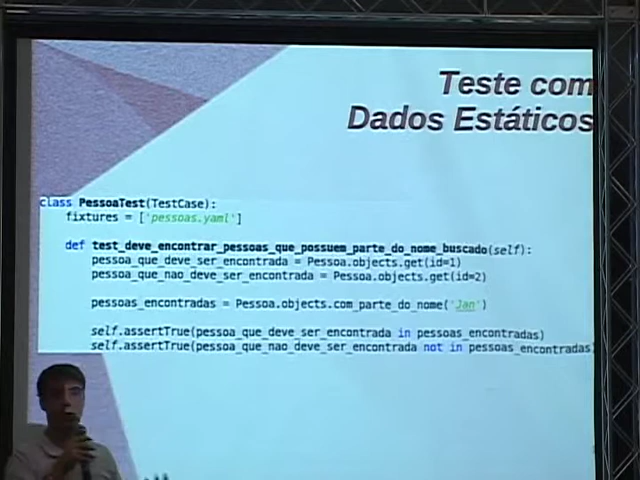 Teste com
Dados Estáticos
class PessoaTest(TestCase):
fixtures = ['pessoas.yaml']
def test_deve_encontrar_pessoas_que_possuem_parte_do_nome_buscado(self):
pessoa_que_deve_ser_encontrada = Pessoa.objects.get(id=1)
pessoa_que_nao_deve_ser_encontrada = Pessoa.objects.get(id=2)
pessoas_encontradas = Pessoa.objects.com_parte_do_nome('Jan')
self.assertTrue(pessoa_que_deve_ser_encontrada in pessoas_encontradas)
self.assertTrue(pessoa_que_nao_deve_ser_encontrada not in pessoas_encontradas)